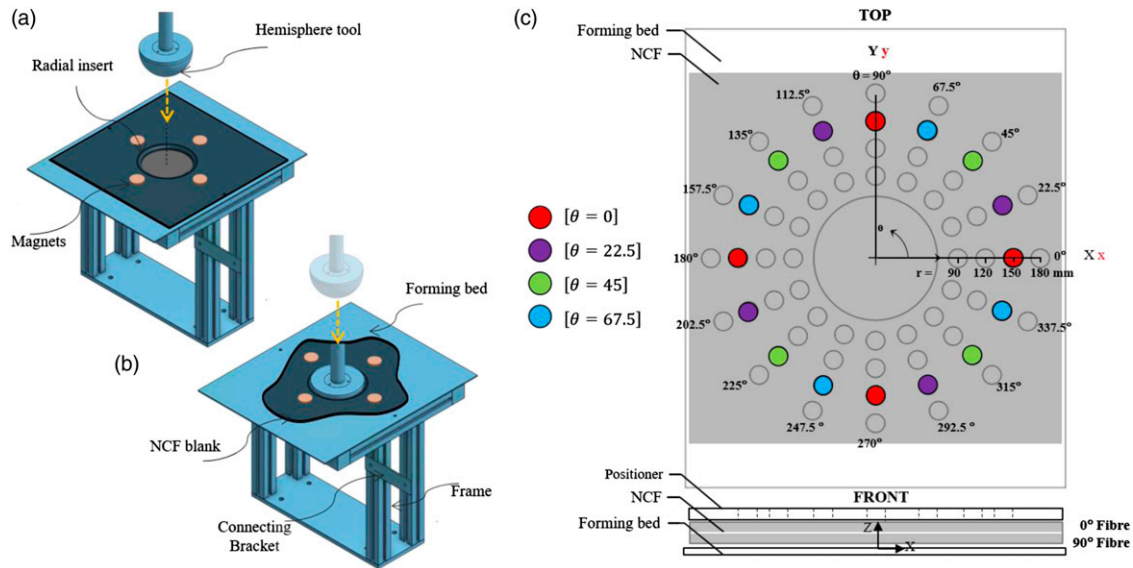 (a)
Hemisphere tool
Radial insert
Magnets
Forming bed
(b)
NCF blank
Frame
Connecting
Bracket
(c)
TOP
Forming bed
NCF
Y y
θ = 90°
112.5°
67.5°
135°
45°
157.5°
22.5°
[θ = 0]
[θ = 22.5]
[θ = 45]
[θ = 67.5]
θ
180°
0°
X x
r =
90 120 150 180 mm
202.5°
337.5°
225°
315°
247.5°
292.5°
270°
Positioner
FRONT
NCF
Forming bed
Z
X
0° Fibre
90° Fibre